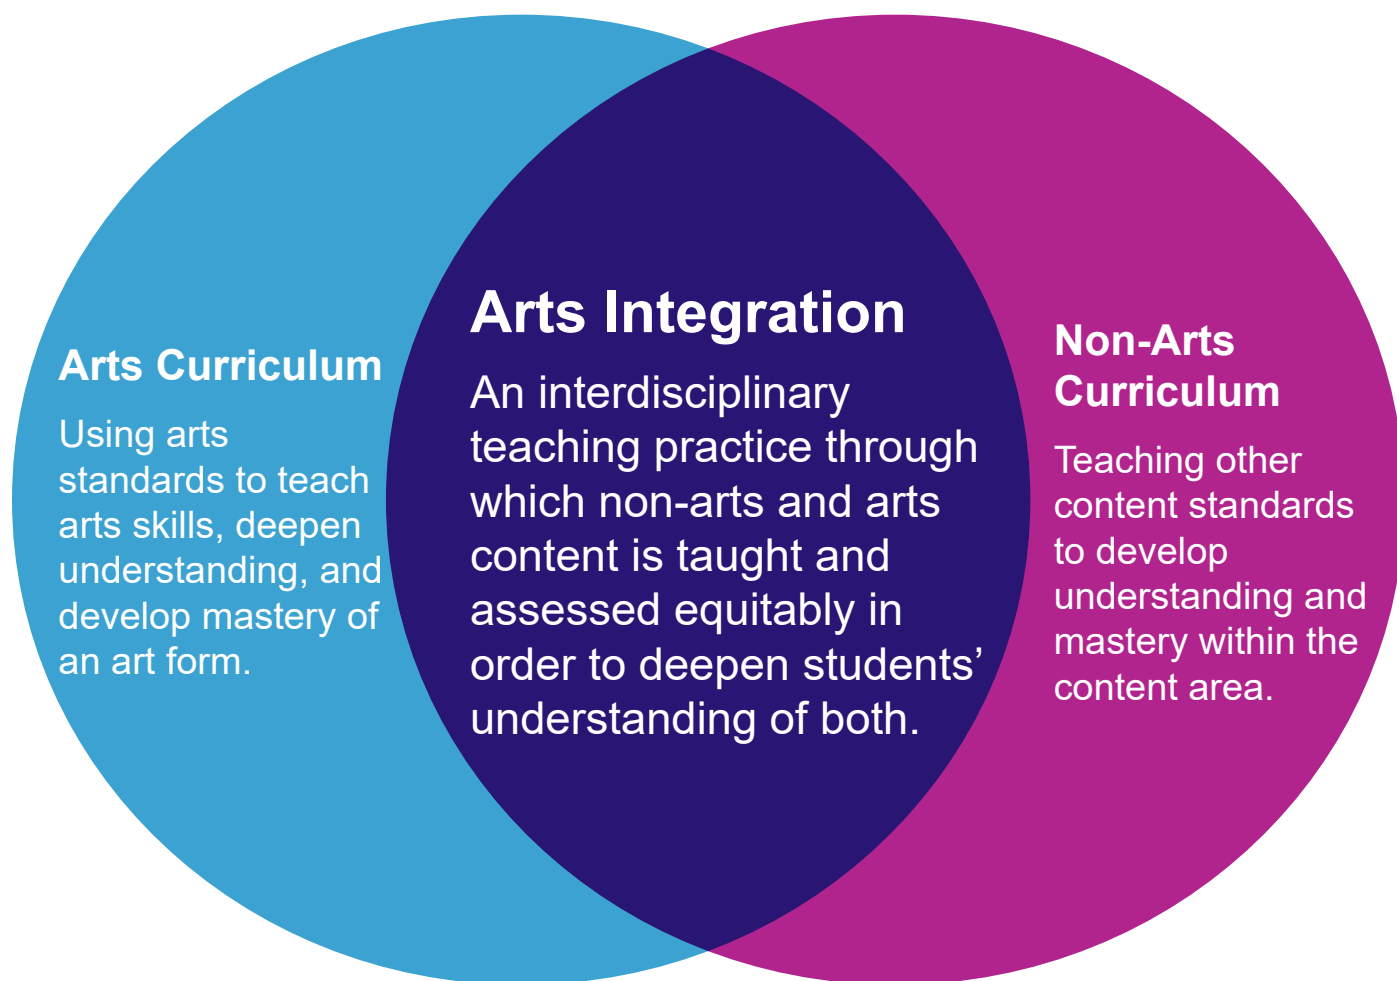 Arts Curriculum
Using arts
standards to teach
arts skills, deepen
understanding, and
develop mastery of
an art form.
Arts Integration
An interdisciplinary
teaching practice through
which non-arts and arts
content is taught and
assessed equitably in
order to deepen students’
understanding of both.
Non-Arts
Curriculum
Teaching other
content standards
to develop
understanding and
mastery within the
content area.